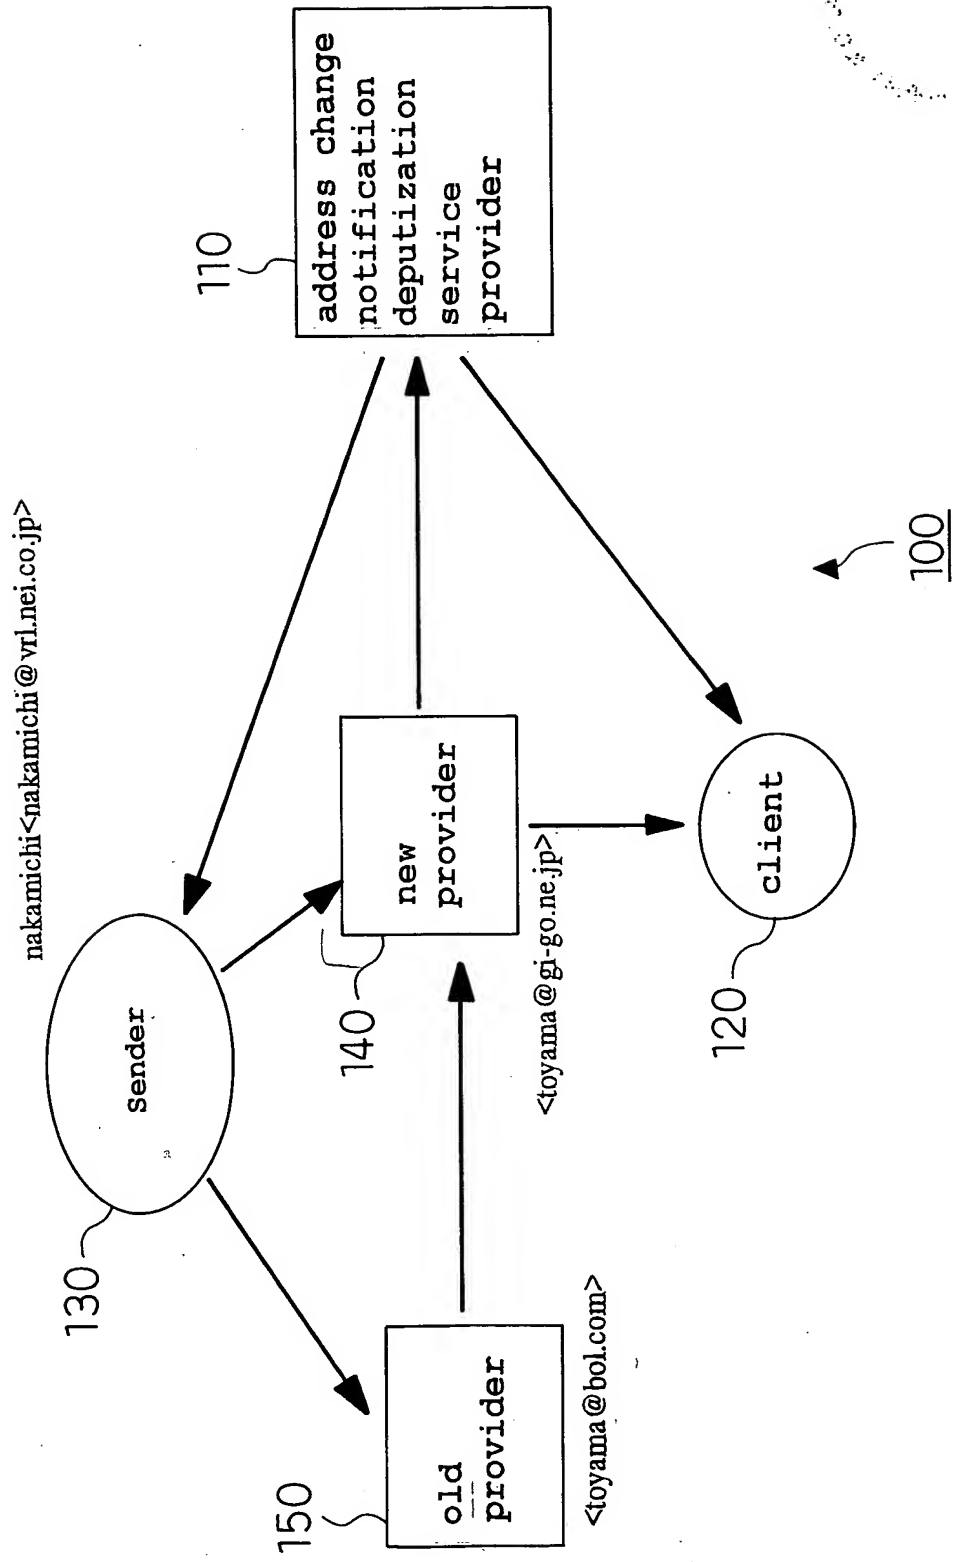 nakamichi<nakamichi@vrl.nei.co.jp>
130
sender
110
address change
notification
deputization
service
provider
150
old
provider
<toyama@bol.com>
140
new
provider
<toyama@gi-go.ne.jp>
120
client
100